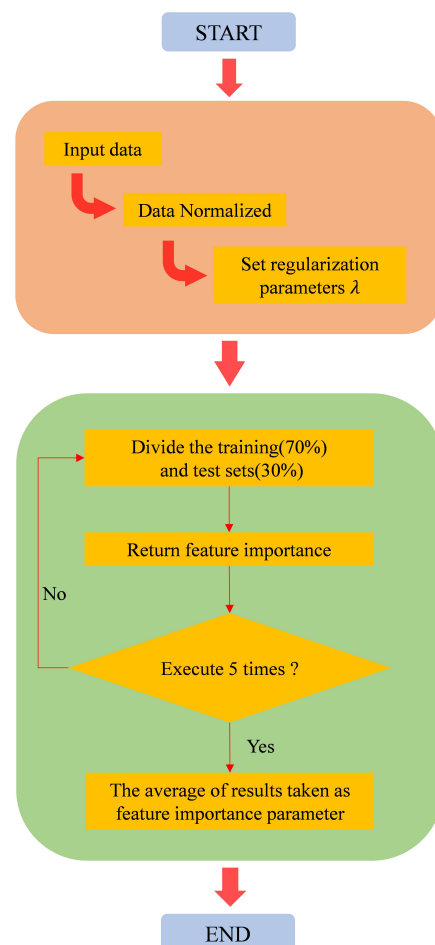 START
Input data
Data Normalized
Set regularization
parameters λ
Divide the training(70%)
and test sets(30%)
Return feature importance
No
Execute 5 times ?
Yes
The average of results taken as
feature importance parameter
END